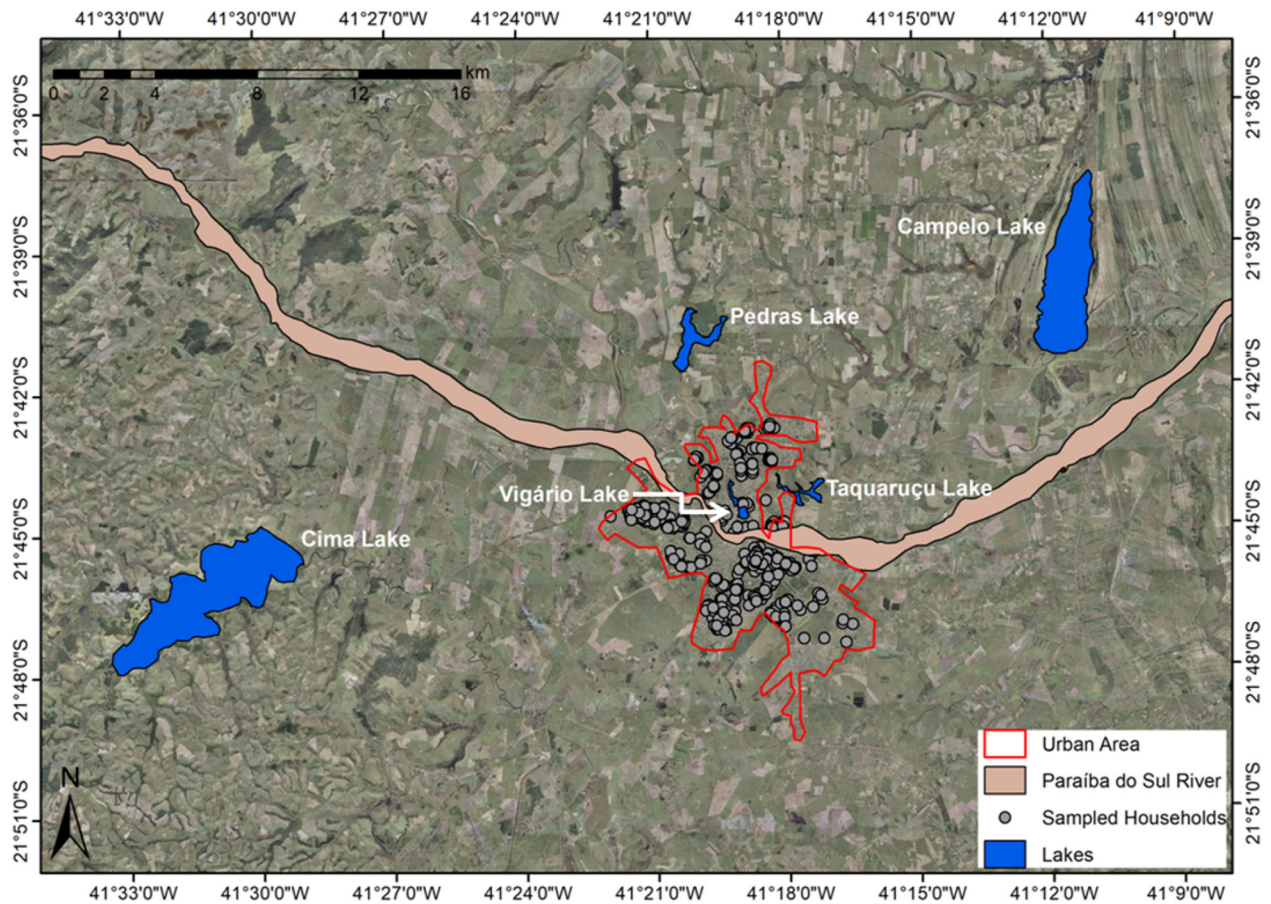 41°33'0"W 41°30'0"W 41°27'0"W 41°24'0"W 41°21'0"W 41°18'0"W 41°15'0"W 41°12'0"W 41°9'0"W
km
0 2 4 8 12 16
21°36'0"S
21°36'0"S
Campelo Lake
21°39'0"S
21°39'0"S
Pedras Lake
21°42'0"S
21°42'0"S
Vigário Lake
Taquaruçu Lake
21°45'0"S
21°45'0"S
Cima Lake
21°48'0"S
21°48'0"S
Urban Area
N
Paraíba do Sul River
21°51'0"S
21°51'0"S
Sampled Households
Lakes
41°33'0"W 41°30'0"W 41°27'0"W 41°24'0"W 41°21'0"W 41°18'0"W 41°15'0"W 41°12'0"W 41°9'0"W